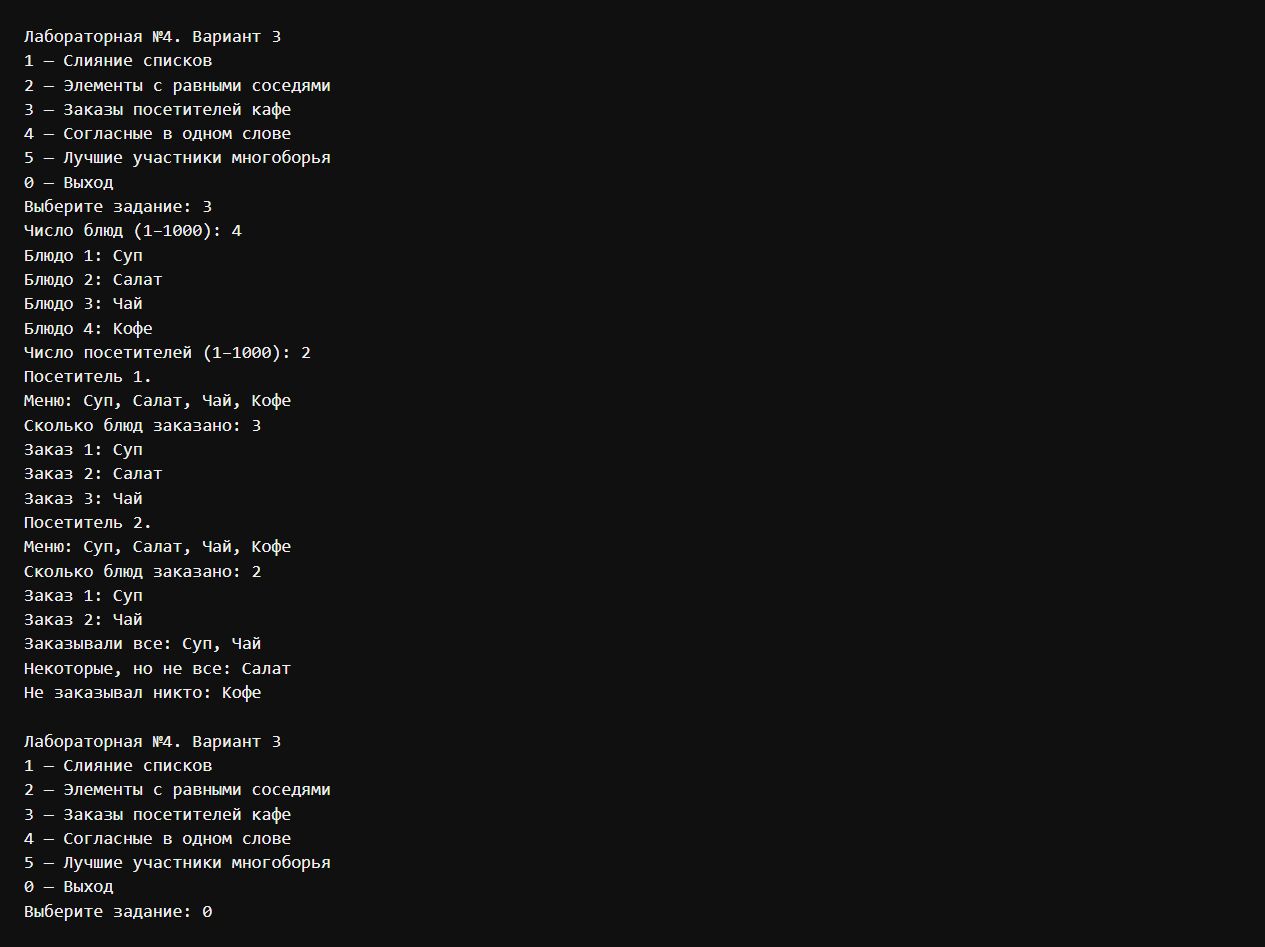 Лабораторная №4. Вариант 3
1 — Слияние списков
2 — Элементы с равными соседями
3 — Заказы посетителей кафе
4 — Согласные в одном слове
5 — Лучшие участники многоборья
0 — Выход
Выберите задание: 3
Число блюд (1–1000): 4
Блюдо 1: Суп
Блюдо 2: Салат
Блюдо 3: Чай
Блюдо 4: Кофе
Число посетителей (1–1000): 2
Посетитель 1.
Меню: Суп, Салат, Чай, Кофе
Сколько блюд заказано: 3
Заказ 1: Суп
Заказ 2: Салат
Заказ 3: Чай
Посетитель 2.
Меню: Суп, Салат, Чай, Кофе
Сколько блюд заказано: 2
Заказ 1: Суп
Заказ 2: Чай
Заказывали все: Суп, Чай
Некоторые, но не все: Салат
Не заказывал никто: Кофе
Лабораторная №4. Вариант 3
1 — Слияние списков
2 — Элементы с равными соседями
3 — Заказы посетителей кафе
4 — Согласные в одном слове
5 — Лучшие участники многоборья
0 — Выход
Выберите задание: 0